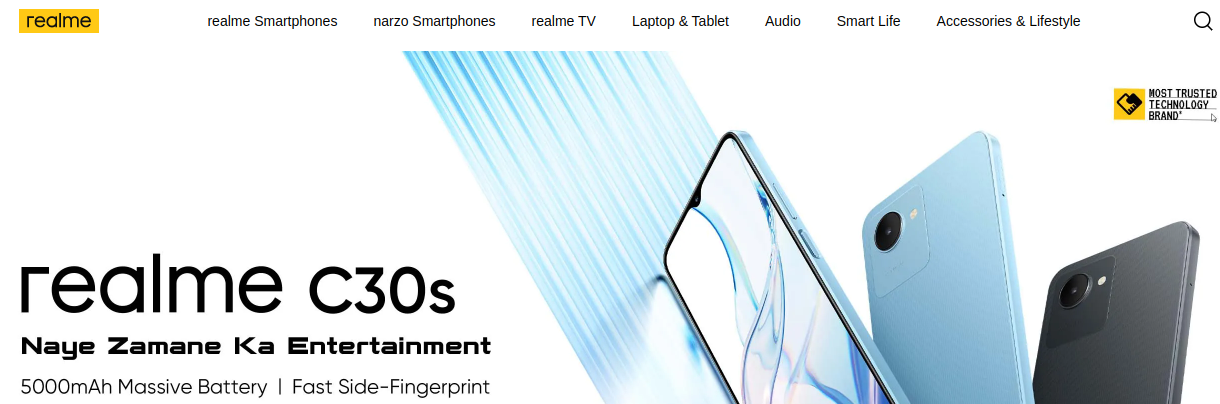 realme
realme Smartphones
narzo Smartphones
realme TV
Laptop & Tablet
Audio
Smart Life
Accessories & Lifestyle
MOST TRUSTED
TECHNOLOGY
BRAND*
realme C30s
Naye Zamane Ka Entertainment
5000mAh Massive Battery | Fast Side-Fingerprint